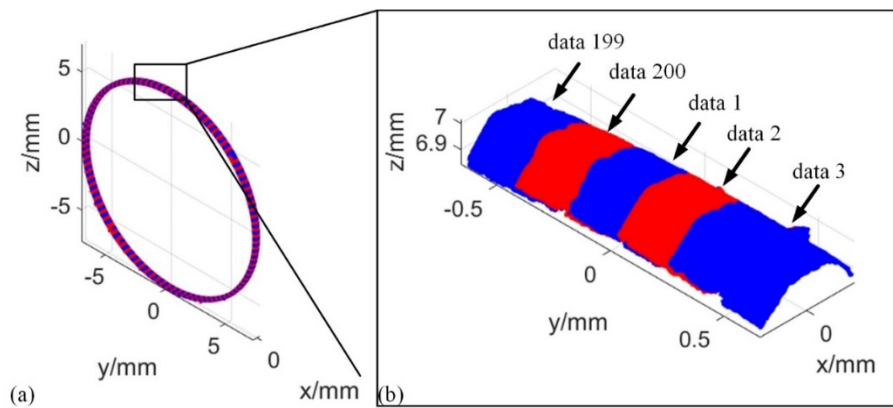 5
0
-5
z/mm
-5
0
5
0
y/mm
x/mm
(a)
data 199
data 200
data 1
data 2
data 3
7
6.9
z/mm
-0.5
0
0.5
0
y/mm
x/mm
(b)